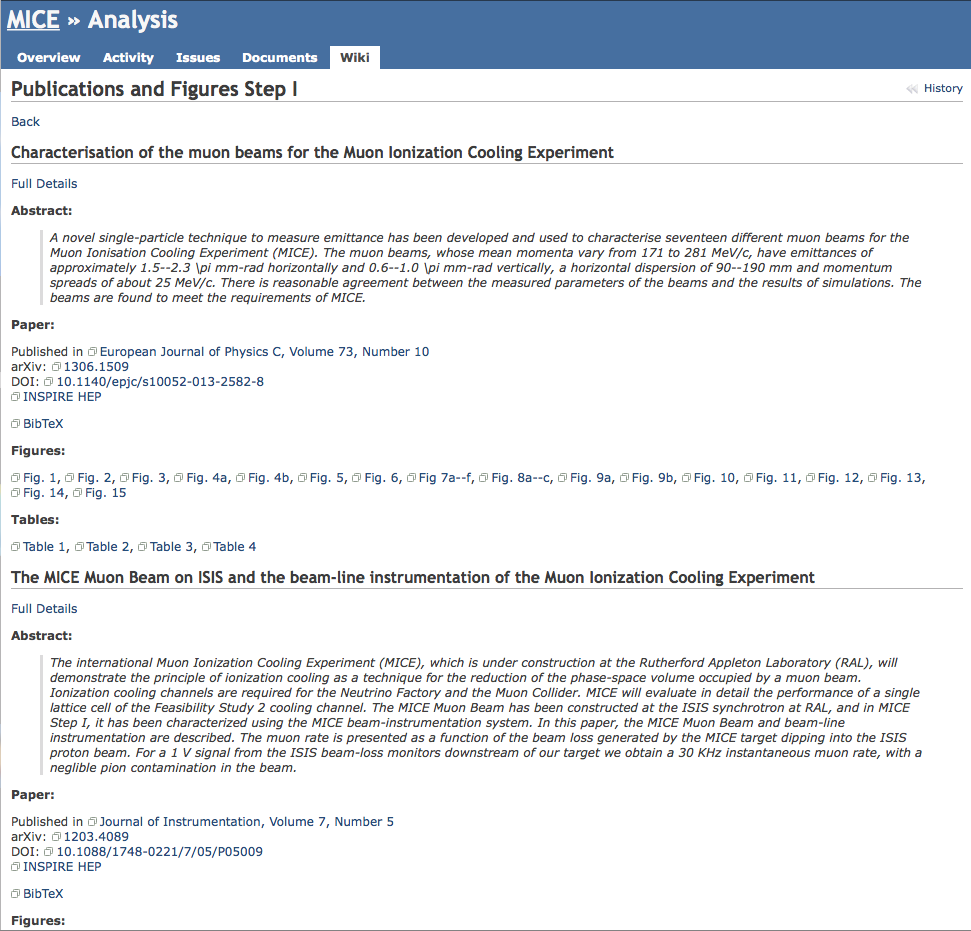 MICE » Analysis
Overview Activity Issues Documents Wiki
Publications and Figures Step I
History
Back
Characterisation of the muon beams for the Muon Ionization Cooling Experiment
Full Details
Abstract:
A novel single-particle technique to measure emittance has been developed and used to characterise seventeen different muon beams for the
Muon Ionisation Cooling Experiment (MICE). The muon beams, whose mean momenta vary from 171 to 281 MeV/c, have emittances of
approximately 1.5--2.3 \pi mm-rad horizontally and 0.6--1.0 \pi mm-rad vertically, a horizontal dispersion of 90--190 mm and momentum
spreads of about 25 MeV/c. There is reasonable agreement between the measured parameters of the beams and the results of simulations. The
beams are found to meet the requirements of MICE.
Paper:
Published in European Journal of Physics C, Volume 73, Number 10
arXiv: 1306.1509
DOI: 10.1140/epjc/s10052-013-2582-8
INSPIRE HEP
BibTeX
Figures:
Fig. 1, Fig. 2, Fig. 3, Fig. 4a, Fig. 4b, Fig. 5, Fig. 6, Fig 7a--f, Fig. 8a--c, Fig. 9a, Fig. 9b, Fig. 10, Fig. 11, Fig. 12, Fig. 13,
Fig. 14, Fig. 15
Tables:
Table 1, Table 2, Table 3, Table 4
The MICE Muon Beam on ISIS and the beam-line instrumentation of the Muon Ionization Cooling Experiment
Full Details
Abstract:
The international Muon Ionization Cooling Experiment (MICE), which is under construction at the Rutherford Appleton Laboratory (RAL), will
demonstrate the principle of ionization cooling as a technique for the reduction of the phase-space volume occupied by a muon beam.
Ionization cooling channels are required for the Neutrino Factory and the Muon Collider. MICE will evaluate in detail the performance of a single
lattice cell of the Feasibility Study 2 cooling channel. The MICE Muon Beam has been constructed at the ISIS synchrotron at RAL, and in MICE
Step I, it has been characterized using the MICE beam-instrumentation system. In this paper, the MICE Muon Beam and beam-line
instrumentation are described. The muon rate is presented as a function of the beam loss generated by the MICE target dipping into the ISIS
proton beam. For a 1 V signal from the ISIS beam-loss monitors downstream of our target we obtain a 30 KHz instantaneous muon rate, with a
neglible pion contamination in the beam.
Paper:
Published in Journal of Instrumentation, Volume 7, Number 5
arXiv: 1203.4089
DOI: 10.1088/1748-0221/7/05/P05009
INSPIRE HEP
BibTeX
Figures: